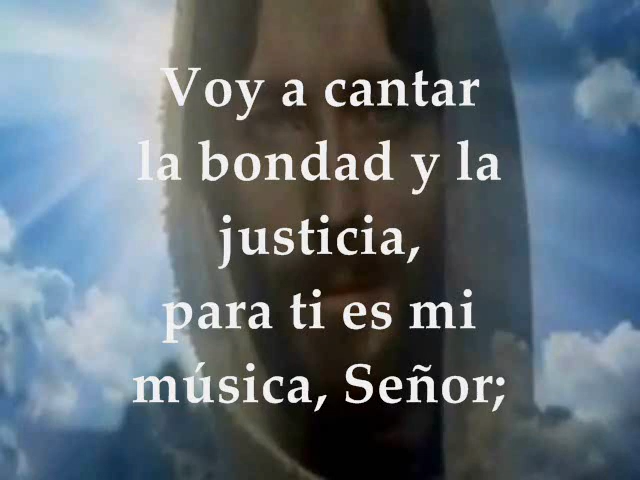 Voy a cantar
la bondad y la
justicia,
para ti es mi
música, Señor;